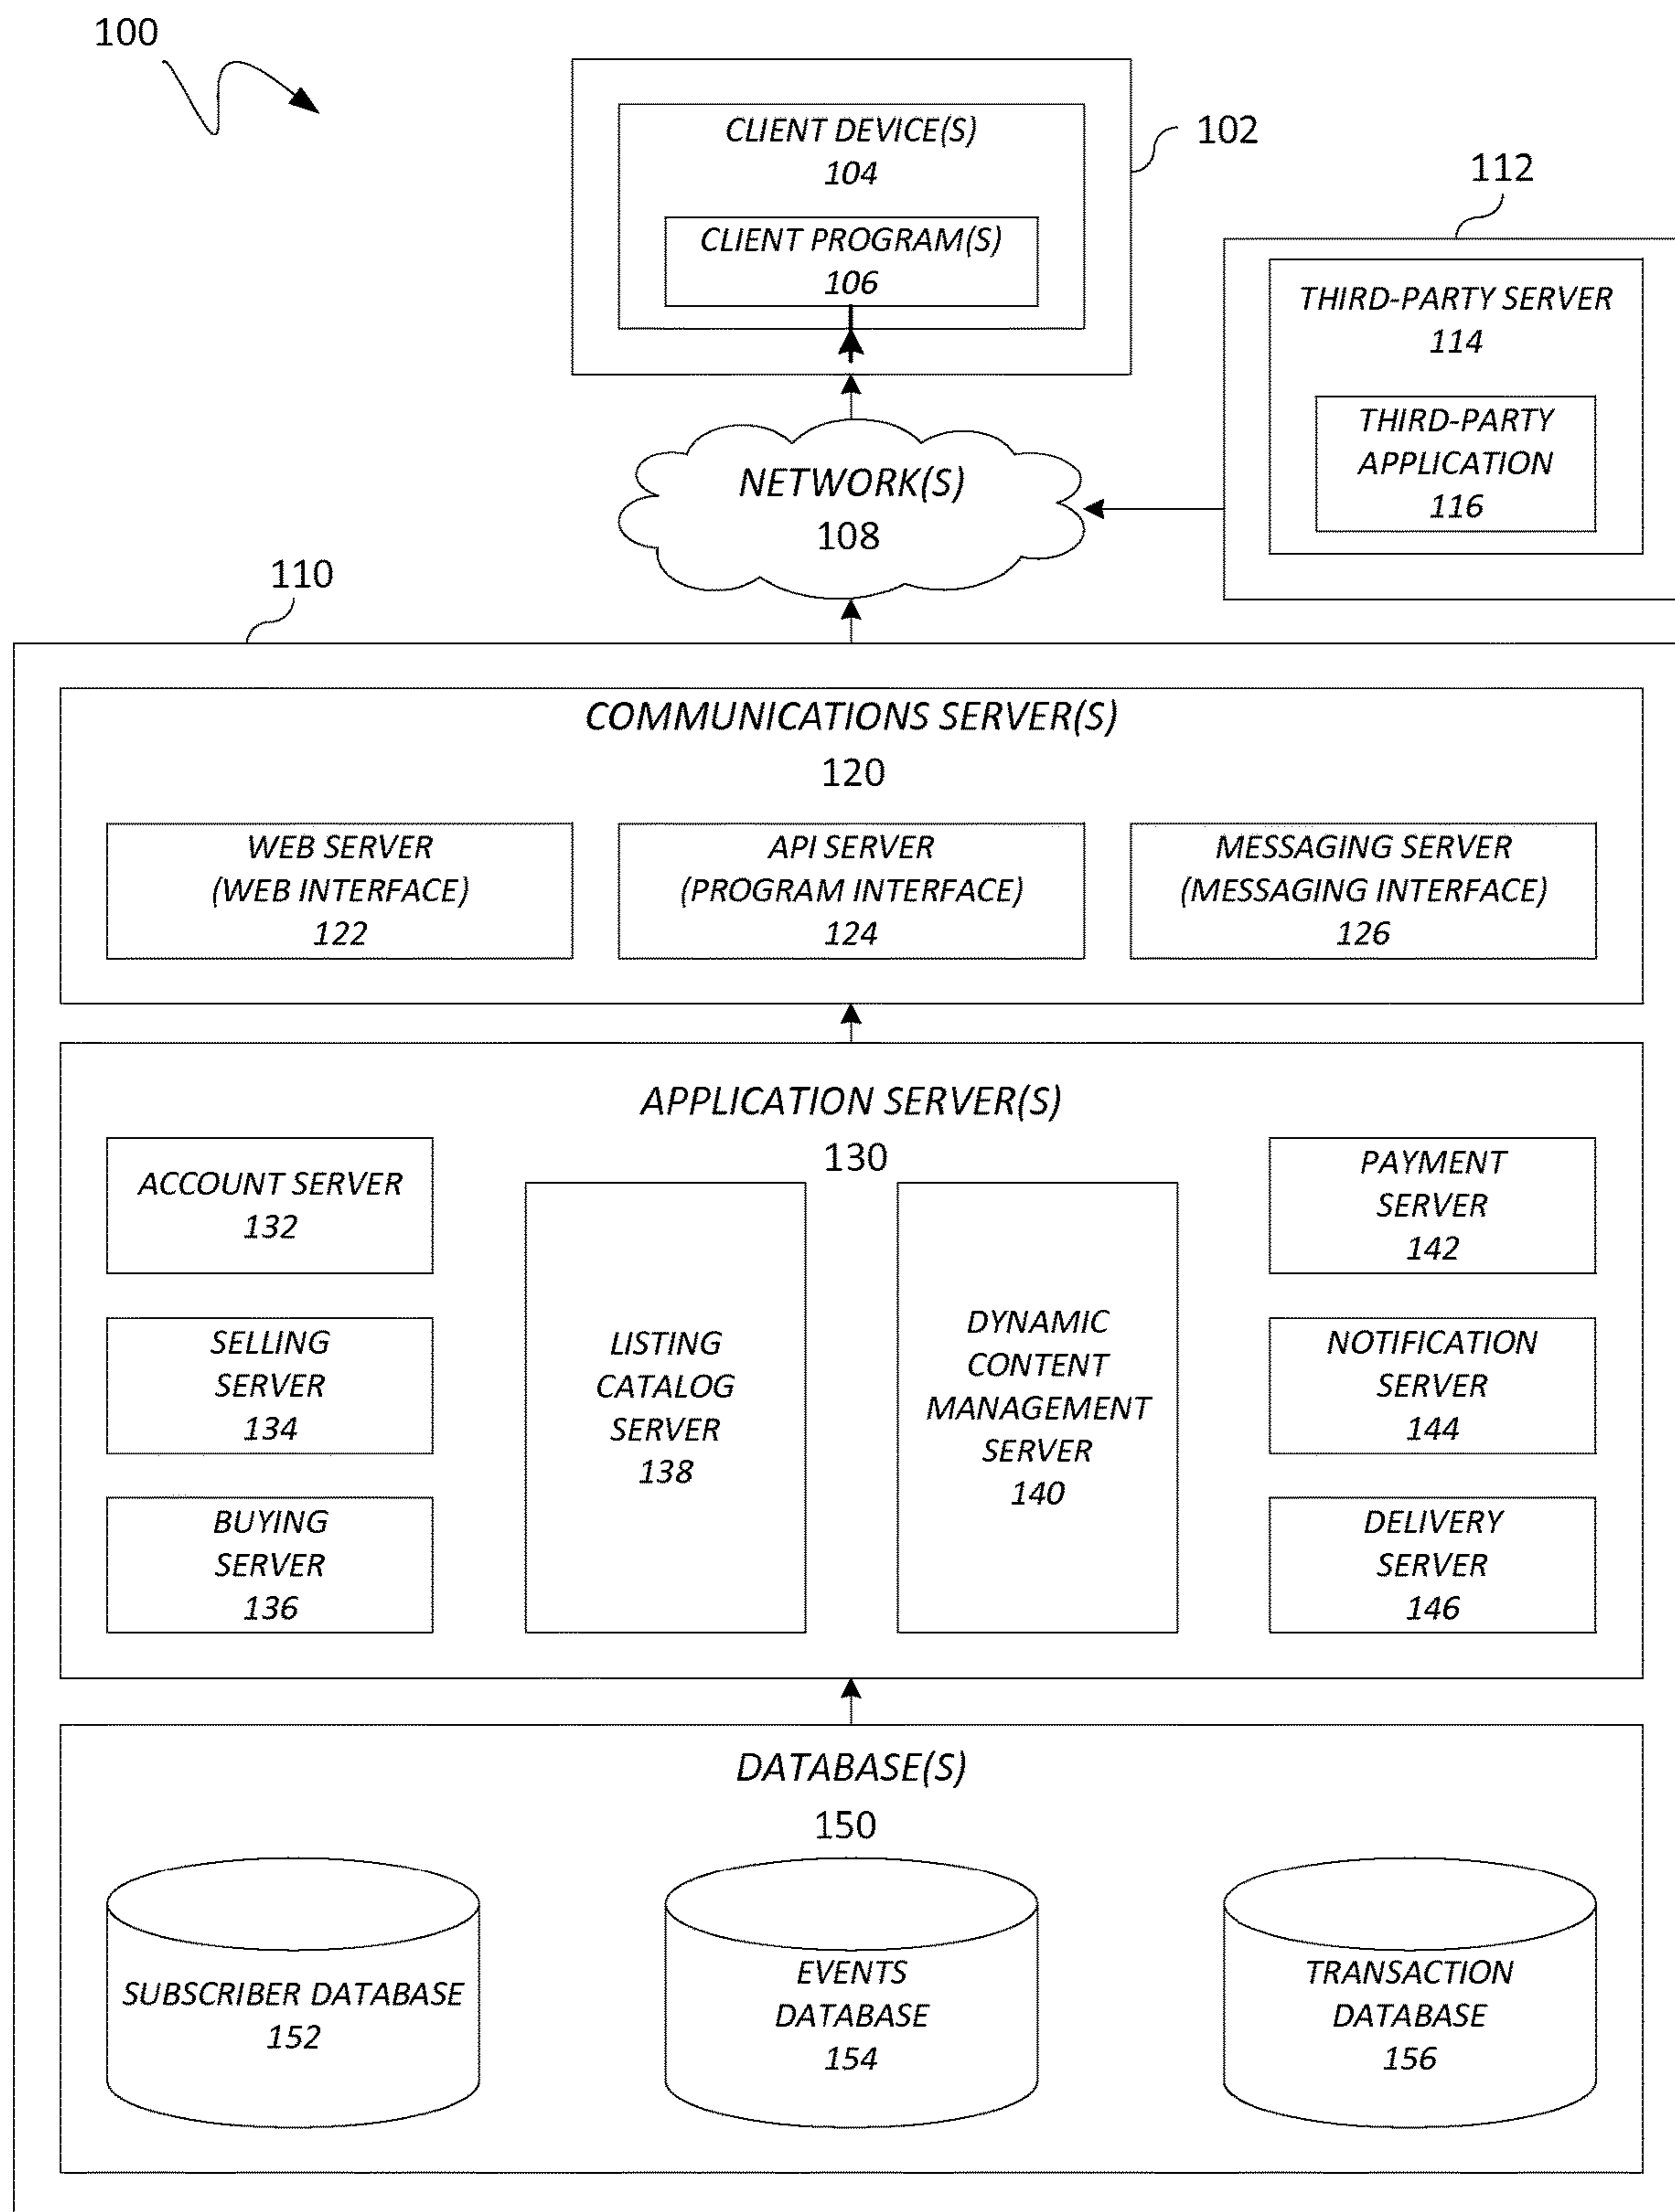 100
CLIENT DEVICE(S)
104
102
CLIENT PROGRAM(S)
106
112
THIRD-PARTY SERVER
114
THIRD-PARTY
APPLICATION
116
NETWORK(S)
108
110
COMMUNICATIONS SERVER(S)
120
WEB SERVER
(WEB INTERFACE)
122
API SERVER
(PROGRAM INTERFACE)
124
MESSAGING SERVER
(MESSAGING INTERFACE)
126
APPLICATION SERVER(S)
130
ACCOUNT SERVER
132
SELLING
SERVER
134
BUYING
SERVER
136
LISTING
CATALOG
SERVER
138
DYNAMIC
CONTENT
MANAGEMENT
SERVER
140
PAYMENT
SERVER
142
NOTIFICATION
SERVER
144
DELIVERY
SERVER
146
DATABASE(S)
150
SUBSCRIBER DATABASE
152
EVENTS
DATABASE
154
TRANSACTION
DATABASE
156